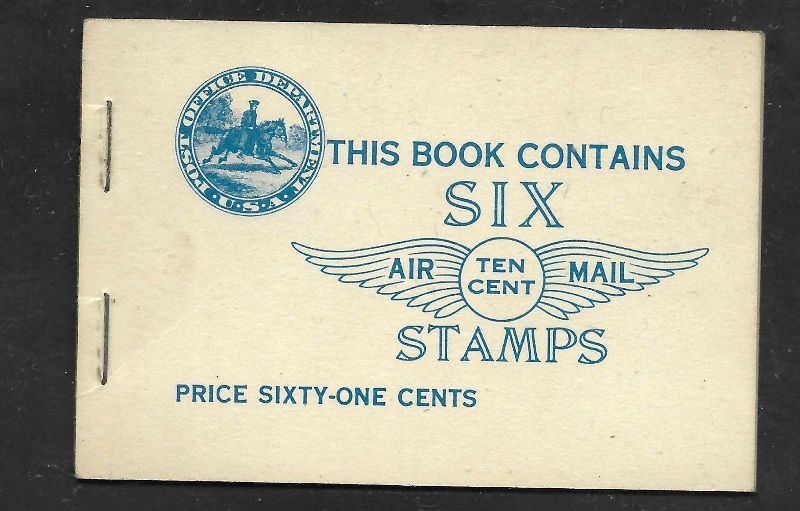 POST OFFICE DEPARTMENT
U.S.A.
THIS BOOK CONTAINS
SIX
AIR TEN CENT MAIL
STAMPS
PRICE SIXTY-ONE CENTS